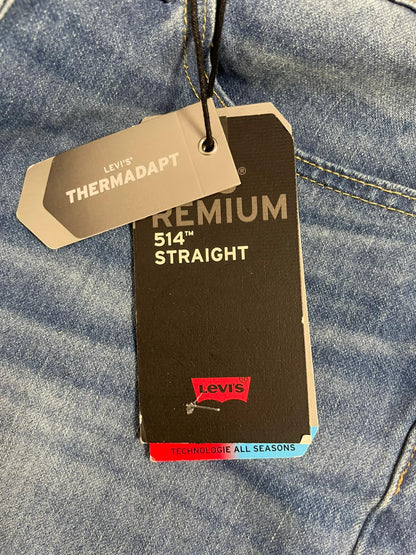 LEVI'S®
THERMADAPT
®
REMIUM
514™
STRAIGHT
Levi's
TECHNOLOGIE ALL SEASONS